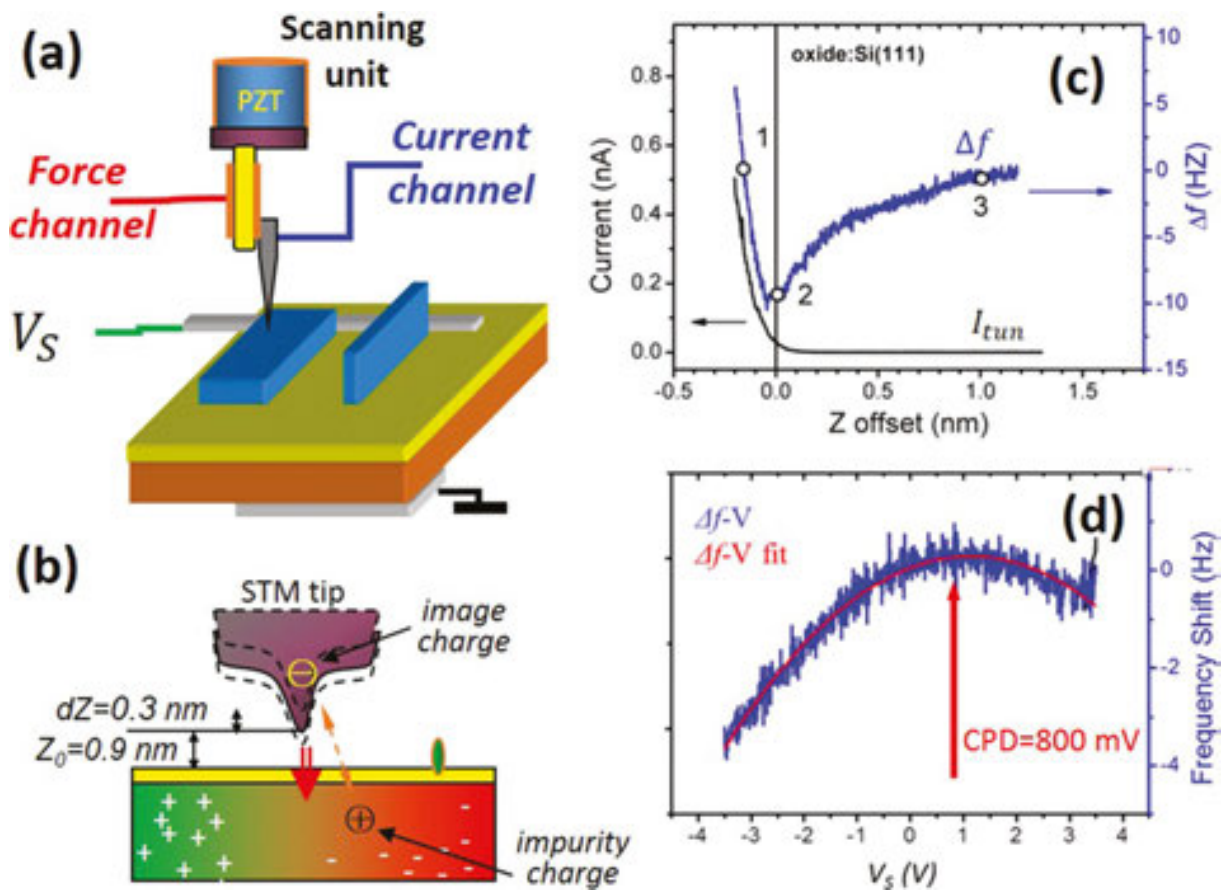 (a)
Scanning
unit
PZT
Force
channel
Current
channel
V_S
(b)
STM tip
image
charge
dZ=0.3 nm
Z_0=0.9 nm
impurity
charge
(c)
oxide:Si(111)
Current (nA)
0.8
0.6
0.4
0.2
0.0
1
2
3
Δf
I_tun
-0.5 0.0 0.5 1.0 1.5
Z offset (nm)
10
5
0
-5
-10
-15
Δf (HZ)
(d)
Δf-V
Δf-V fit
CPD=800 mV
0
-2
-4
Frequency Shift (Hz)
-4 -3 -2 -1 0 1 2 3 4
V_S (V)